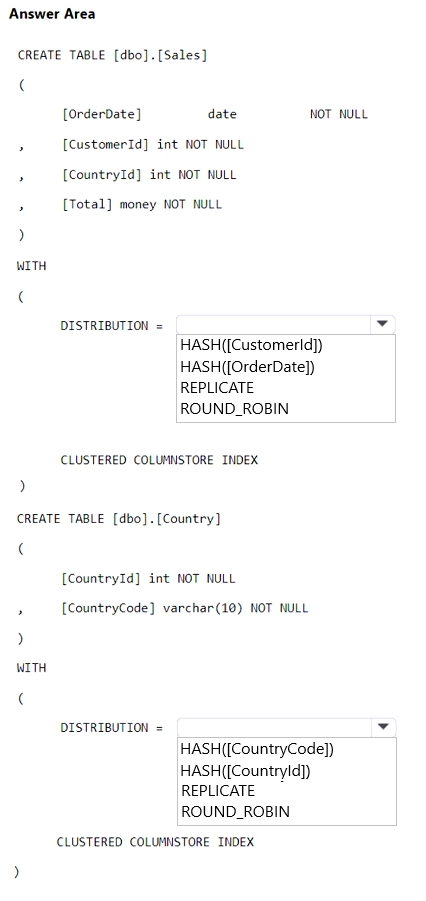 Answer Area
CREATE TABLE [dbo].[Sales]
(
[OrderDate] date NOT NULL
, [CustomerId] int NOT NULL
, [CountryId] int NOT NULL
, [Total] money NOT NULL
)
WITH
(
DISTRIBUTION =
HASH([CustomerId])
HASH([OrderDate])
REPLICATE
ROUND_ROBIN
CLUSTERED COLUMNSTORE INDEX
)
CREATE TABLE [dbo].[Country]
(
[CountryId] int NOT NULL
, [CountryCode] varchar(10) NOT NULL
)
WITH
(
DISTRIBUTION =
HASH([CountryCode])
HASH([CountryId])
REPLICATE
ROUND_ROBIN
CLUSTERED COLUMNSTORE INDEX
)